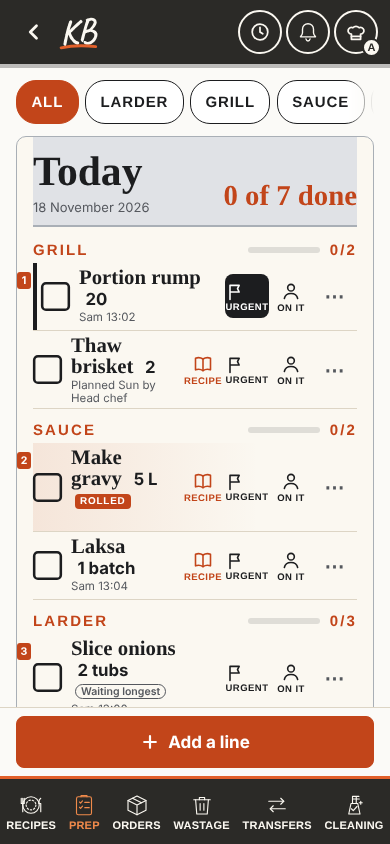 KB
A
ALL
LARDER
GRILL
SAUCE
Today
18 November 2026
0 of 7 done
GRILL
0/2
1
Portion rump
20
Sam 13:02
URGENT
ON IT
...
Thaw
brisket 2
Planned Sun by
Head chef
RECIPE
URGENT
ON IT
...
SAUCE
0/2
2
Make
gravy 5 L
ROLLED
RECIPE
URGENT
ON IT
...
Laksa
1 batch
Sam 13:04
RECIPE
URGENT
ON IT
...
LARDER
0/3
3
Slice onions
2 tubs
Waiting longest
URGENT
ON IT
...
+ Add a line
RECIPES
PREP
ORDERS
WASTAGE
TRANSFERS
CLEANING